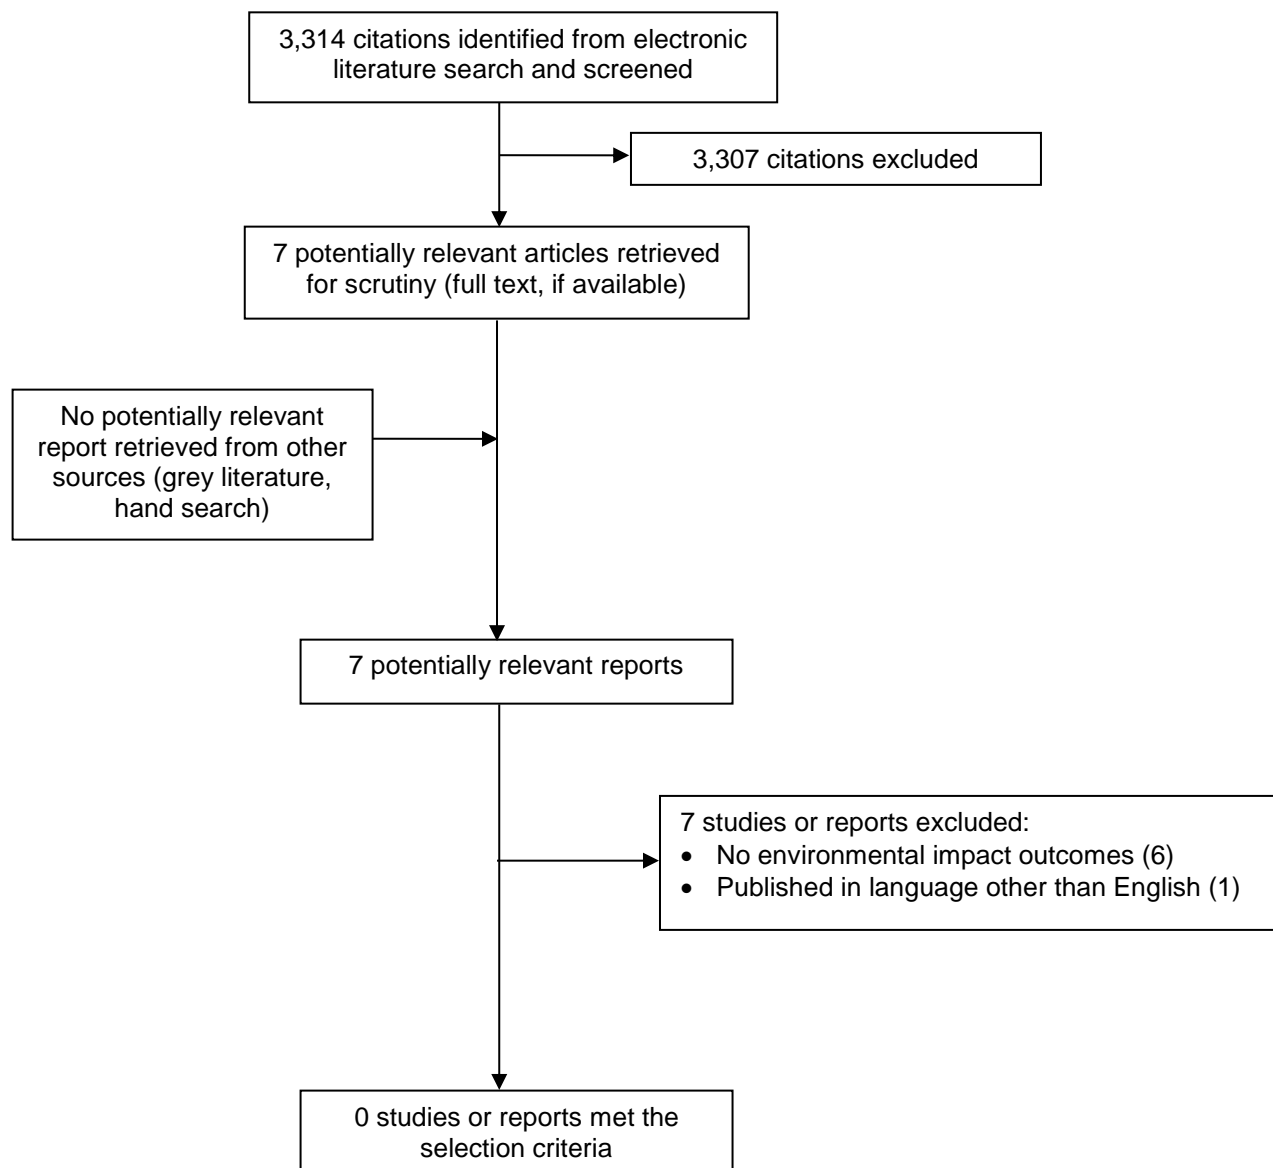 3,314 citations identified from electronic
literature search and screened
3,307 citations excluded
7 potentially relevant articles retrieved
for scrutiny (full text, if available)
No potentially relevant
report retrieved from other
sources (grey literature,
hand search)
7 potentially relevant reports
7 studies or reports excluded:
• No environmental impact outcomes (6)
• Published in language other than English (1)
0 studies or reports met the
selection criteria